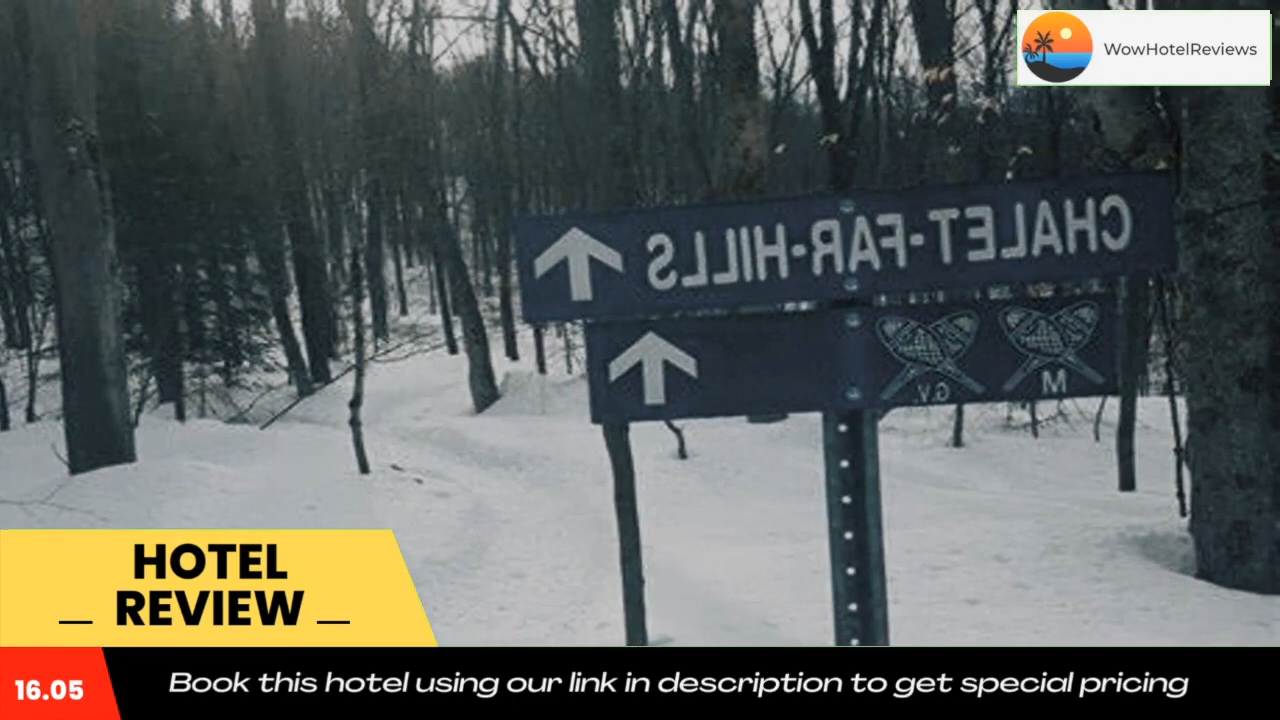 WowHotelReviews
CHALET-FAR-HILLS
G.V. M
HOTEL
REVIEW
16.05
Book this hotel using our link in description to get special pricing